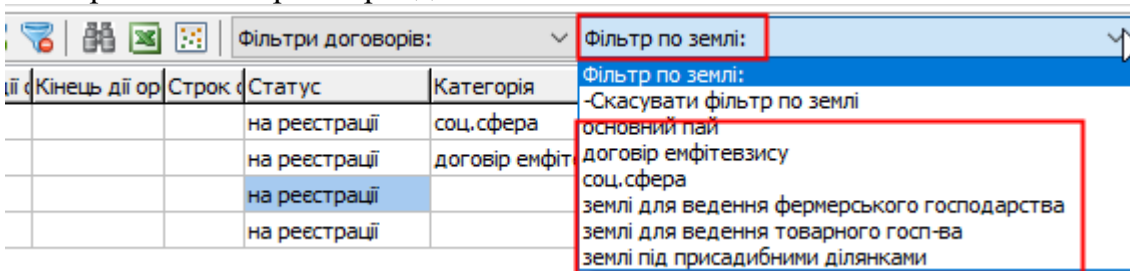 Фільтри договорів: Фільтр по землі:
Кінець дії ор Строк Статус Категорія
Фільтр по землі:
-Скасувати фільтр по землі
основний пай
договір емфітевзису
соц.сфера
землі для ведення фермерського господарства
землі для ведення товарного госп-ва
землі під присадибними ділянками
на реєстрації соц.сфера
на реєстрації договір емфіт
на реєстрації
на реєстрації